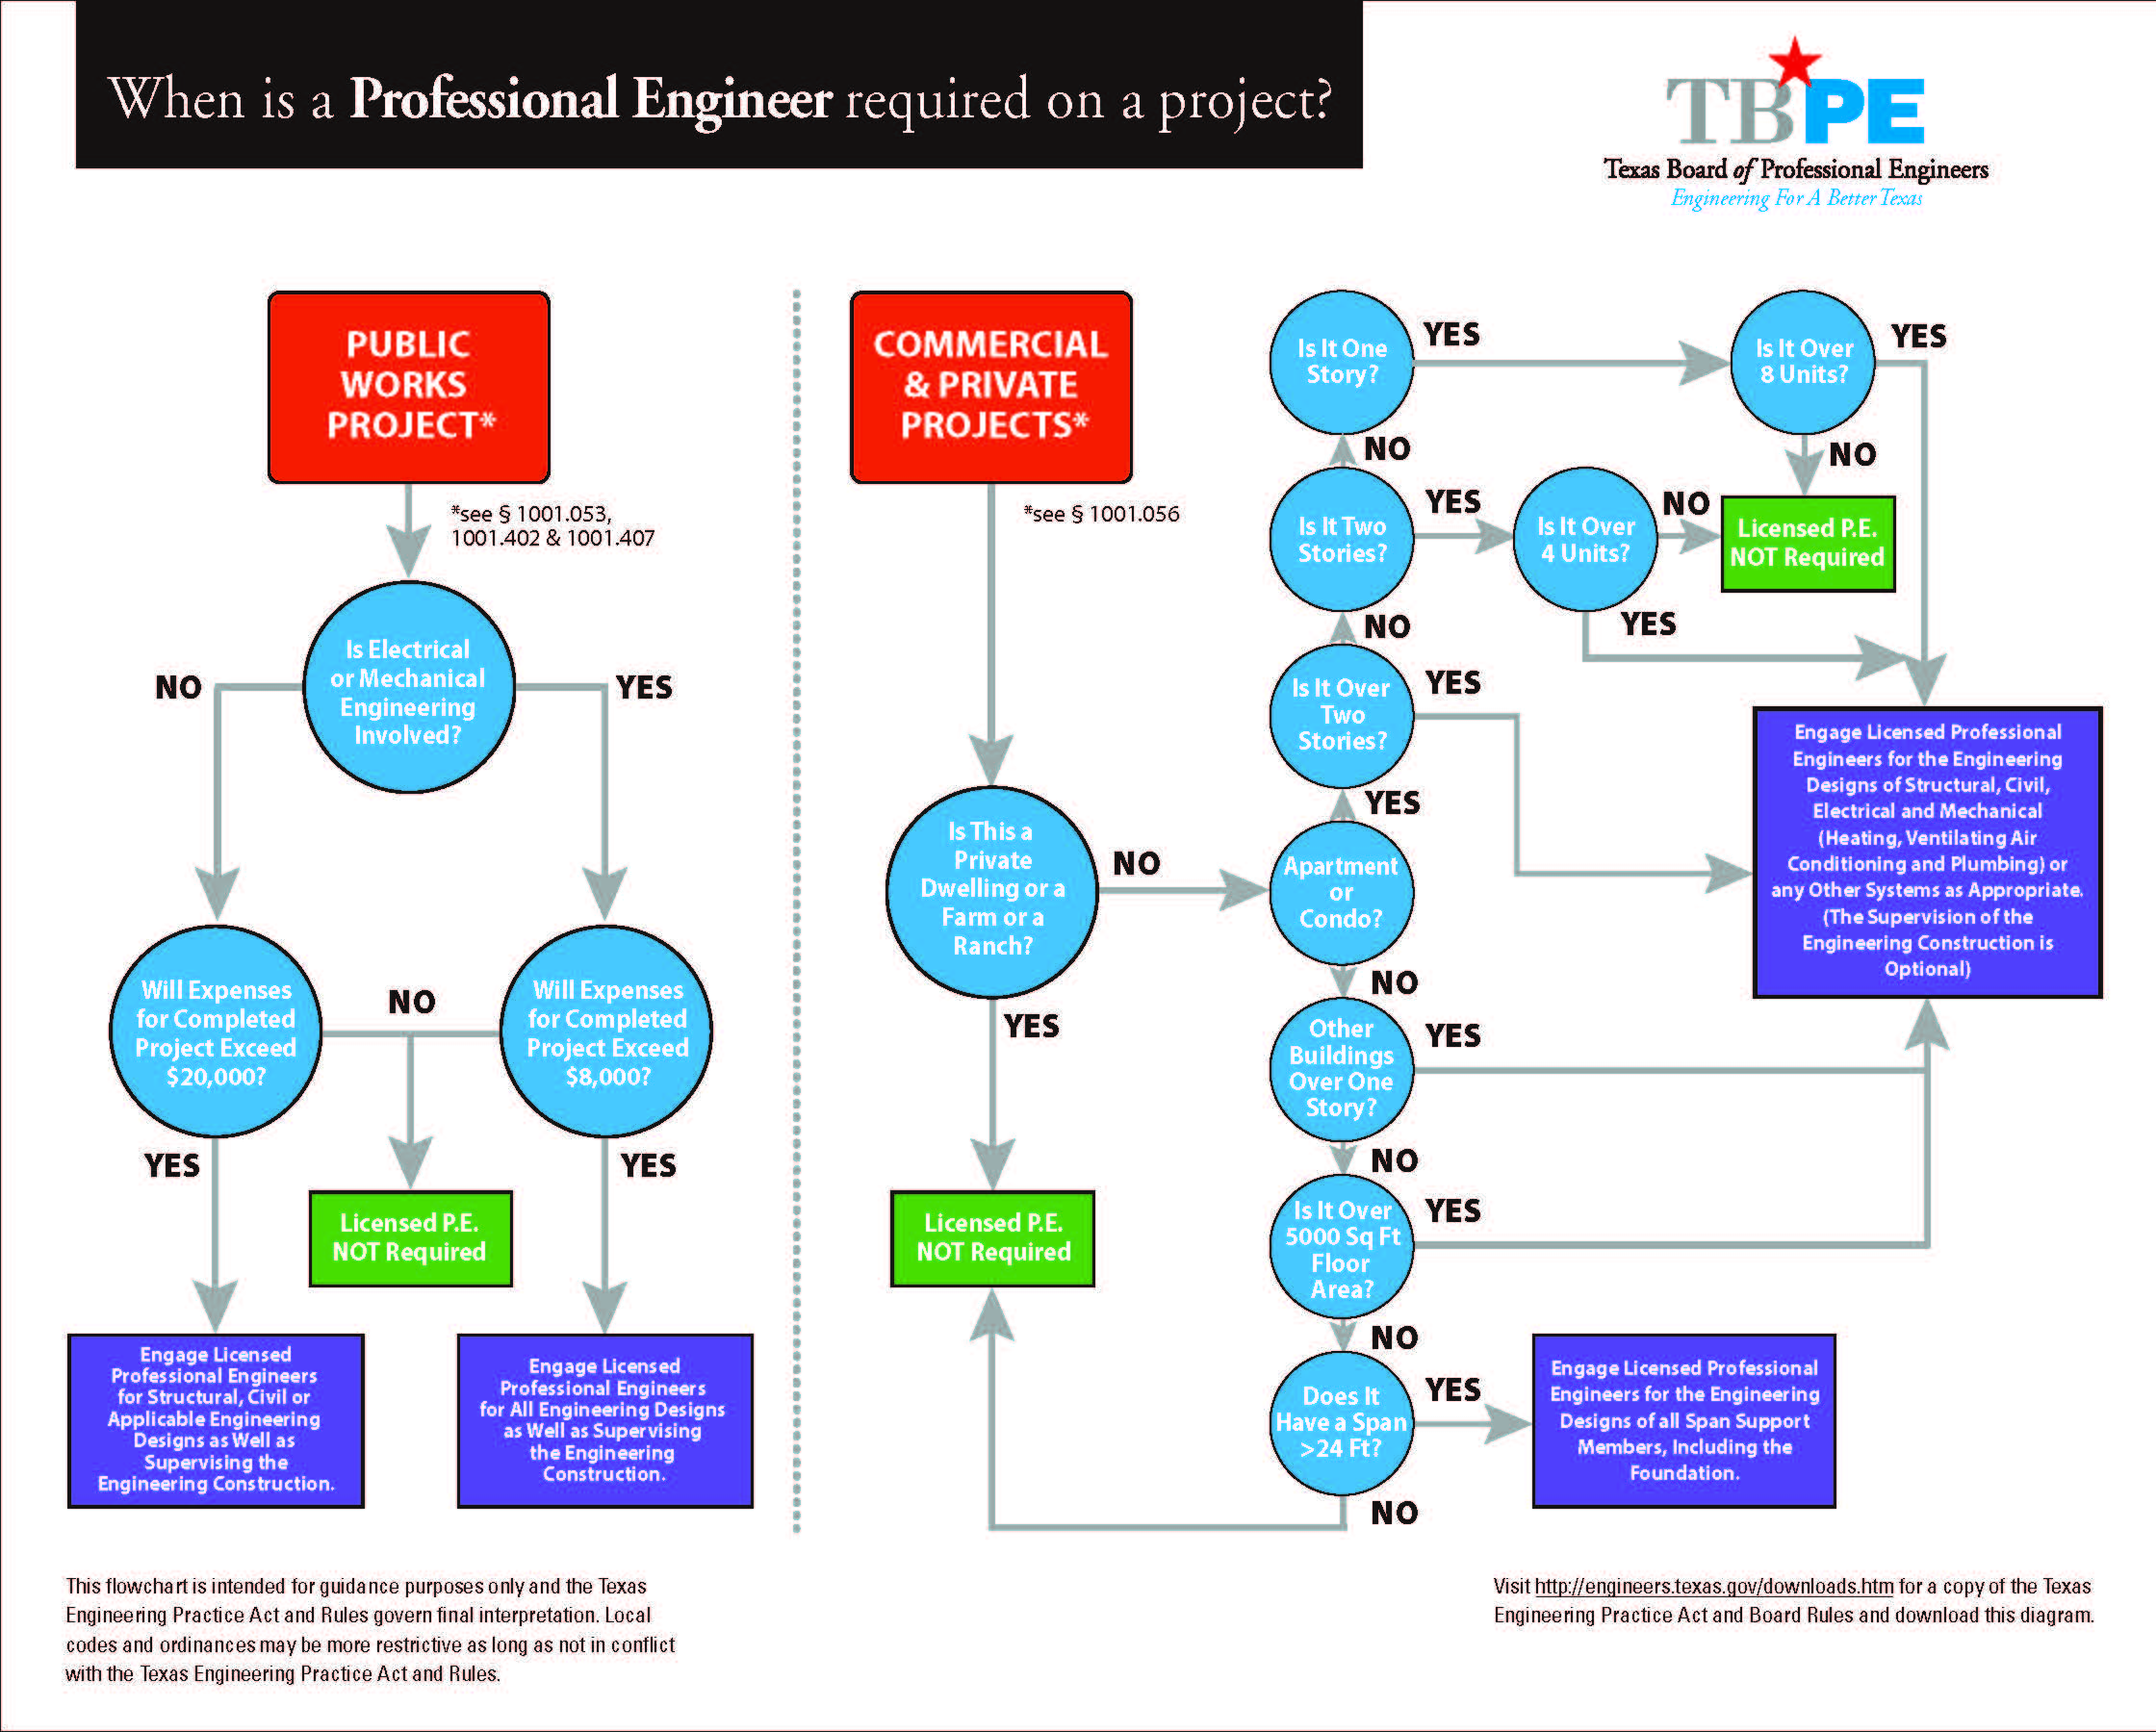 When is a Professional Engineer required on a project?
TBPE
Texas Board of Professional Engineers
Engineering For A Better Texas
PUBLIC
WORKS
PROJECT*
*see § 1001.053,
1001.402 & 1001.407
Is Electrical
or Mechanical
Engineering
Involved?
NO
YES
Will Expenses
for Completed
Project Exceed
$20,000?
NO
Will Expenses
for Completed
Project Exceed
$8,000?
YES
YES
Licensed P.E.
NOT Required
Engage Licensed
Professional Engineers
for Structural, Civil or
Applicable Engineering
Designs as Well as
Supervising the
Engineering Construction.
Engage Licensed
Professional Engineers
for All Engineering Designs
as Well as Supervising
the Engineering
Construction.
COMMERCIAL
& PRIVATE
PROJECTS*
*see § 1001.056
Is This a
Private
Dwelling or a
Farm or a
Ranch?
NO
YES
Licensed P.E.
NOT Required
Is It One
Story?
YES
Is It Over
8 Units?
YES
NO
NO
Is It Two
Stories?
YES
Is It Over
4 Units?
NO
Licensed P.E.
NOT Required
YES
NO
Is It Over
Two
Stories?
YES
YES
Apartment
or
Condo?
NO
Engage Licensed Professional
Engineers for the Engineering
Designs of Structural, Civil,
Electrical and Mechanical
(Heating, Ventilating Air
Conditioning and Plumbing) or
any Other Systems as Appropriate.
(The Supervision of the
Engineering Construction is
Optional)
Other
Buildings
Over One
Story?
YES
NO
Is It Over
5000 Sq Ft
Floor
Area?
YES
NO
Does It
Have a Span
>24 Ft?
YES
NO
Engage Licensed Professional
Engineers for the Engineering
Designs of all Span Support
Members, Including the
Foundation.
This flowchart is intended for guidance purposes only and the Texas
Engineering Practice Act and Rules govern final interpretation. Local
codes and ordinances may be more restrictive as long as not in conflict
with the Texas Engineering Practice Act and Rules.
Visit http://engineers.texas.gov/downloads.htm for a copy of the Texas
Engineering Practice Act and Board Rules and download this diagram.